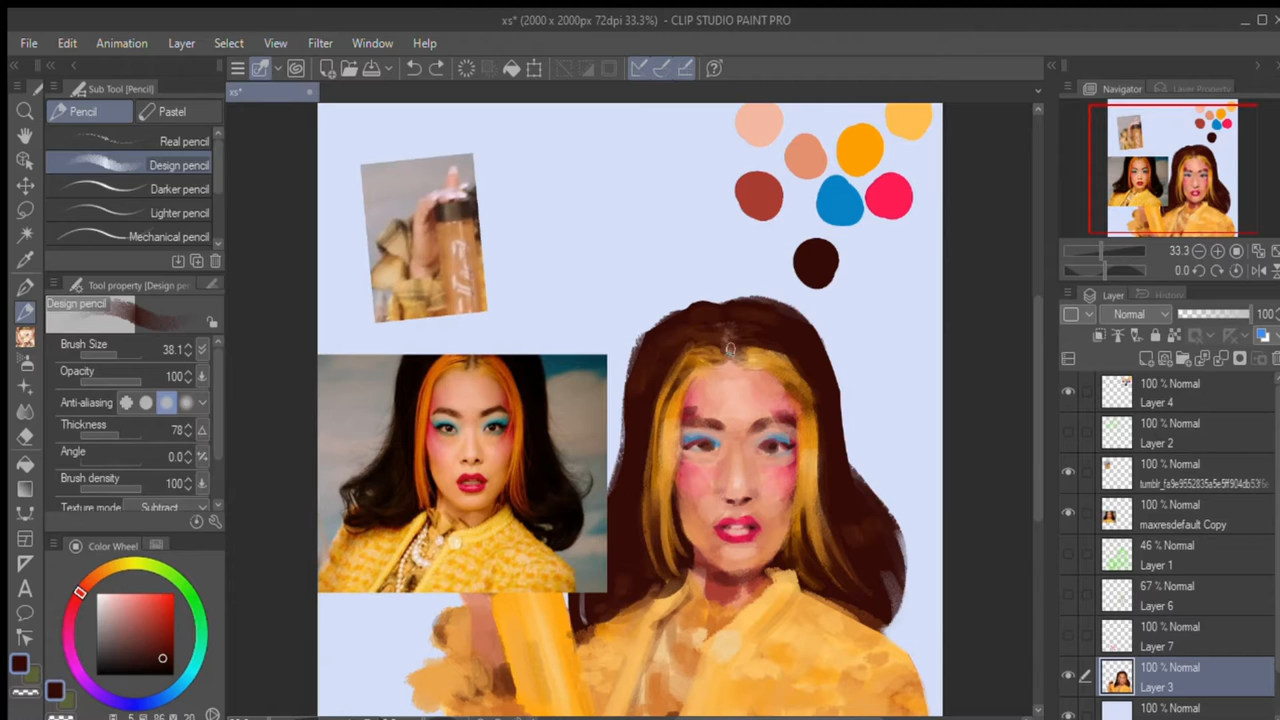 xs* (2000 x 2000px 72dpi 33.3%) - CLIP STUDIO PAINT PRO
File Edit Animation Layer Select View Filter Window Help
Sub Tool [Pencil]
xs*
Navigator Layer Property
Pencil Pastel
Real pencil
Design pencil
Darker pencil
Lighter pencil
Mechanical pencil
33.3
0.0
Tool property [Design pen
Design pencil
Layer History
Normal 100
Brush Size 38.1
Opacity 100
Anti-aliasing
Thickness 78
Angle 0.0
Brush density 100
Texture mode Subtract
Color Wheel
100 % Normal
Layer 4
100 % Normal
Layer 2
100 % Normal
100 % Normal
maxresdefault Copy
46 % Normal
Layer 1
67 % Normal
Layer 6
100 % Normal
Layer 7
100 % Normal
Layer 3
100 % Normal